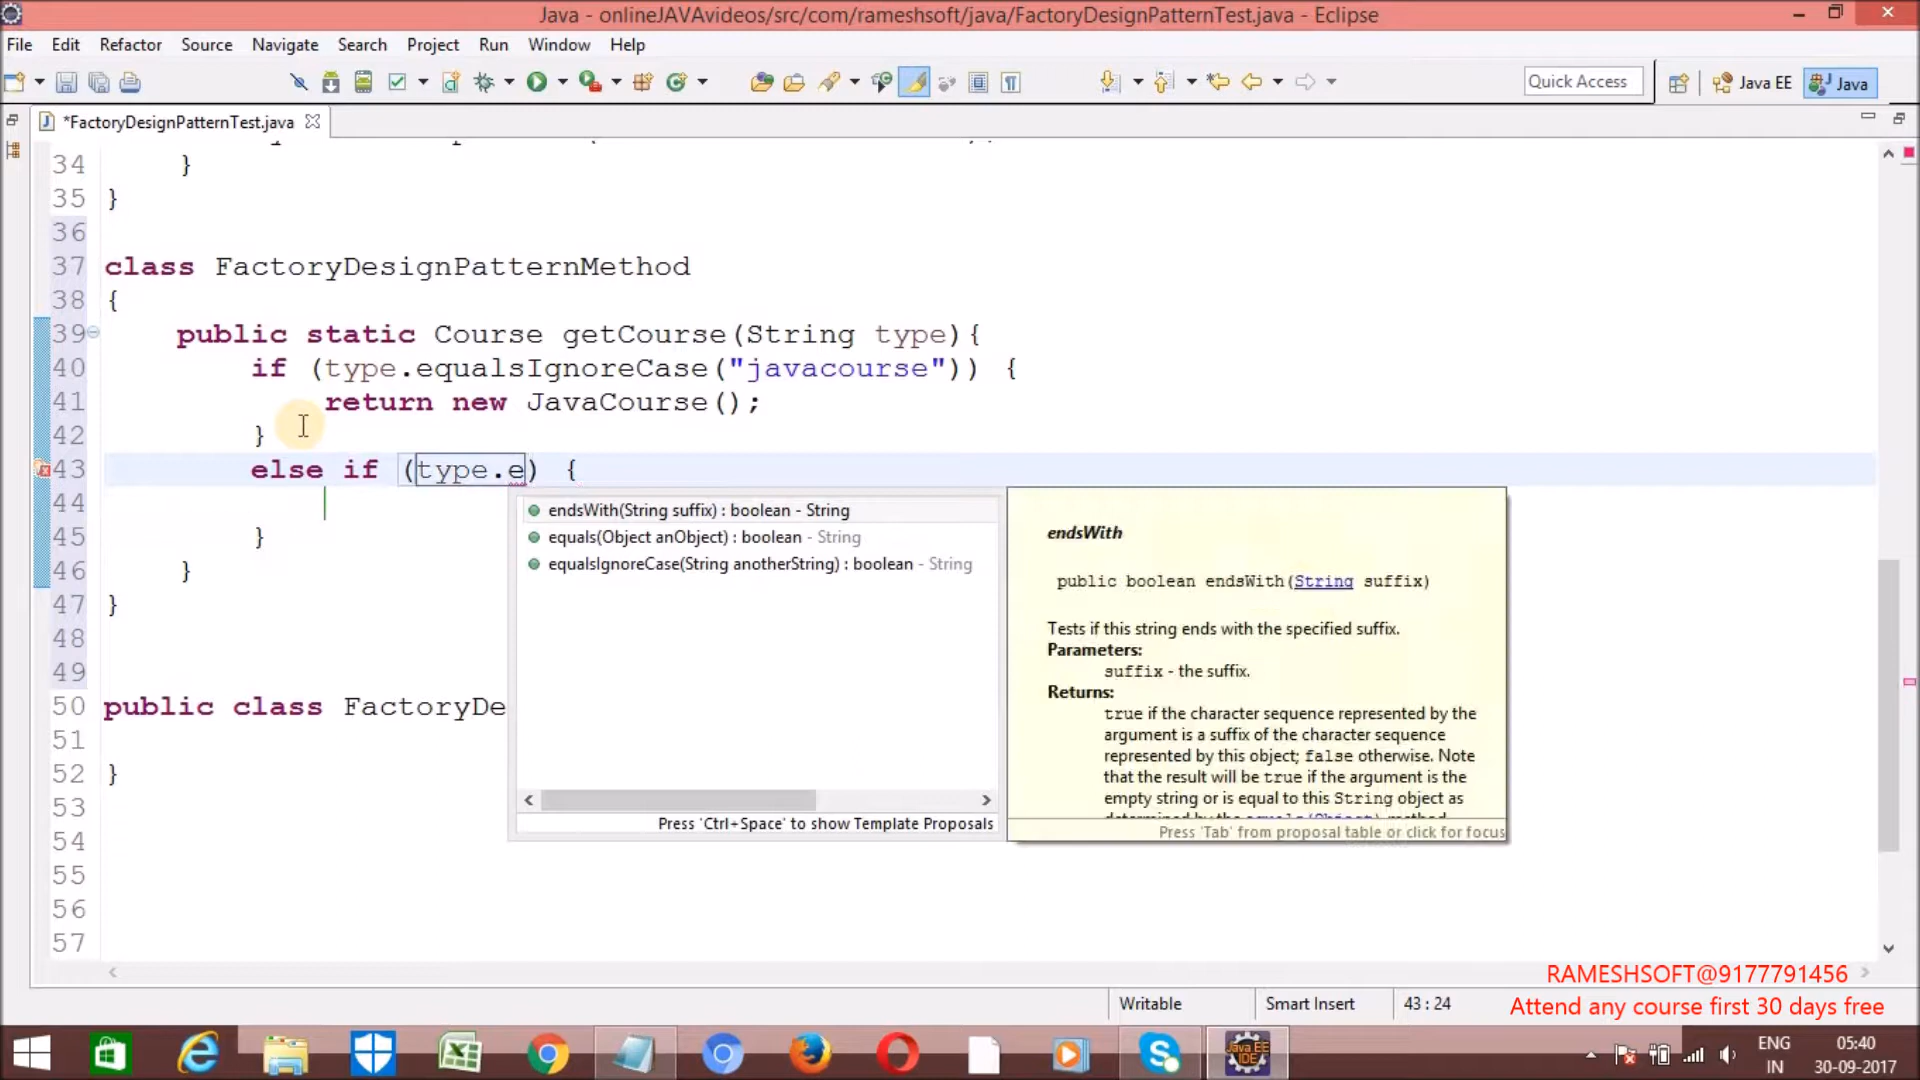 Java - onlineJAVAvideos/src/com/rameshsoft/java/FactoryDesignPatternTest.java - Eclipse
File Edit Refactor Source Navigate Search Project Run Window Help
Quick Access Java EE Java
*FactoryDesignPatternTest.java
34 }
35 }
36
37 class FactoryDesignPatternMethod
38 {
39 public static Course getCourse(String type){
40 if (type.equalsIgnoreCase("javacourse")) {
41 return new JavaCourse();
42 }
43 else if (type.e) {
44
45 }
46 }
47 }
48
49
50 public class FactoryDe
51
52 }
53
54
55
56
57
endsWith(String suffix) : boolean - String
equals(Object anObject) : boolean - String
equalsIgnoreCase(String anotherString) : boolean - String
Press 'Ctrl+Space' to show Template Proposals
endsWith
public boolean endsWith(String suffix)
Tests if this string ends with the specified suffix.
Parameters:
suffix - the suffix.
Returns:
true if the character sequence represented by the
argument is a suffix of the character sequence
represented by this object; false otherwise. Note
that the result will be true if the argument is the
empty string or is equal to this String object as
determined by the equals(Object) method.
Press 'Tab' from proposal table or click for focus
RAMESHSOFT@9177791456
Attend any course first 30 days free
Writable Smart Insert 43 : 24
Java EE
IDE
ENG
IN
05:40
30-09-2017